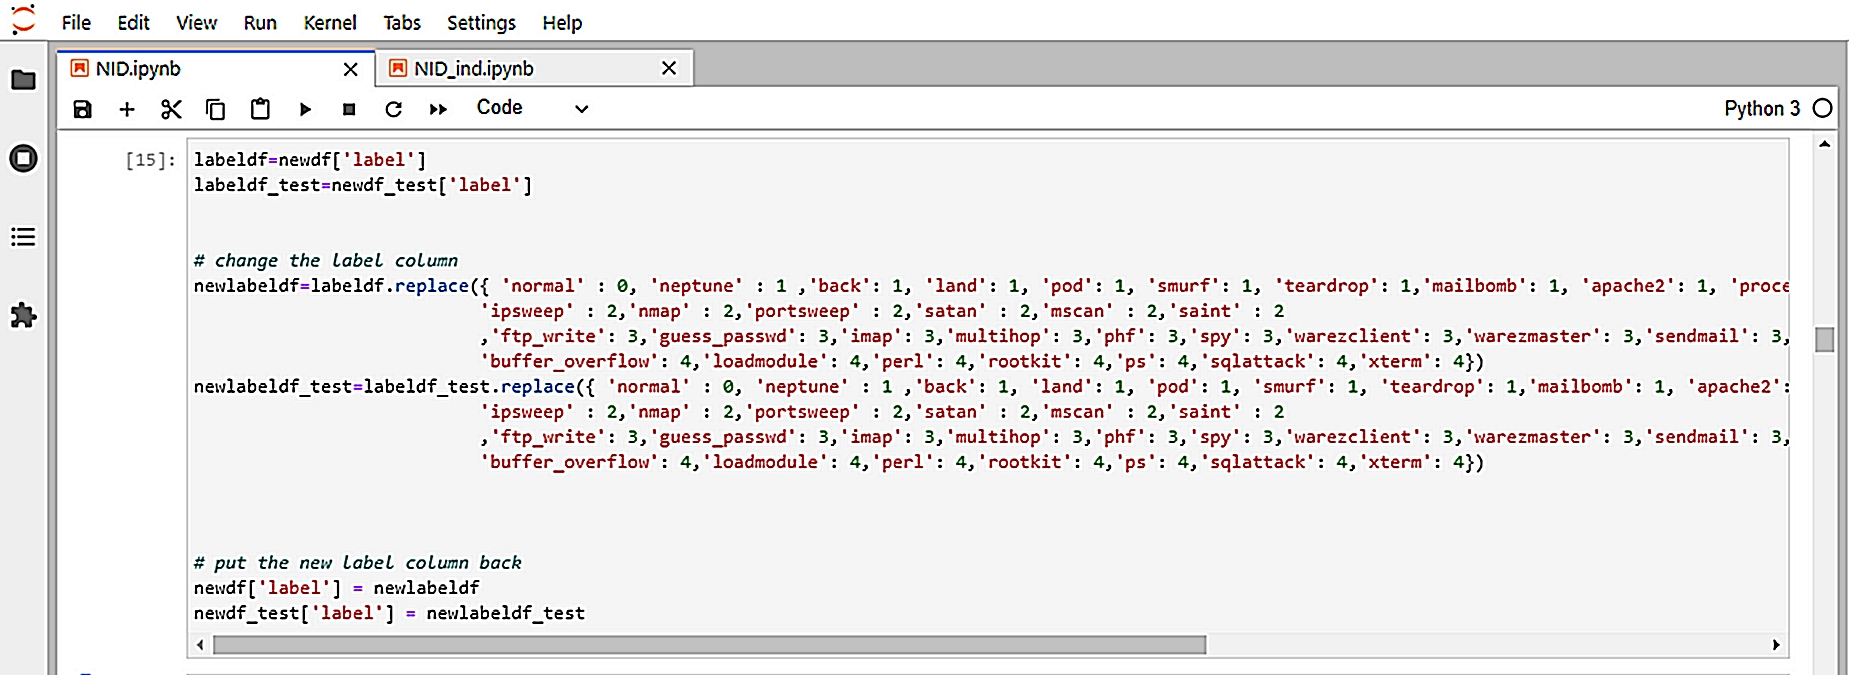 File Edit View Run Kernel Tabs Settings Help
NID.ipynb NID_ind.ipynb
Code Python 3
[15]: labeldf=newdf['label']
labeldf_test=newdf_test['label']
# change the label column
newlabeldf=labeldf.replace({ 'normal' : 0, 'neptune' : 1 ,'back': 1, 'land': 1, 'pod': 1, 'smurf': 1, 'teardrop': 1,'mailbomb': 1, 'apache2': 1, 'proce
'ipsweep' : 2,'nmap' : 2,'portsweep' : 2,'satan' : 2,'mscan' : 2,'saint' : 2
,'ftp_write': 3,'guess_passwd': 3,'imap': 3,'multihop': 3,'phf': 3,'spy': 3,'warezclient': 3,'warezmaster': 3,'sendmail': 3,
'buffer_overflow': 4,'loadmodule': 4,'perl': 4,'rootkit': 4,'ps': 4,'sqlattack': 4,'xterm': 4})
newlabeldf_test=labeldf_test.replace({ 'normal' : 0, 'neptune' : 1 ,'back': 1, 'land': 1, 'pod': 1, 'smurf': 1, 'teardrop': 1,'mailbomb': 1, 'apache2':
'ipsweep' : 2,'nmap' : 2,'portsweep' : 2,'satan' : 2,'mscan' : 2,'saint' : 2
,'ftp_write': 3,'guess_passwd': 3,'imap': 3,'multihop': 3,'phf': 3,'spy': 3,'warezclient': 3,'warezmaster': 3,'sendmail': 3,
'buffer_overflow': 4,'loadmodule': 4,'perl': 4,'rootkit': 4,'ps': 4,'sqlattack': 4,'xterm': 4})
# put the new label column back
newdf['label'] = newlabeldf
newdf_test['label'] = newlabeldf_test